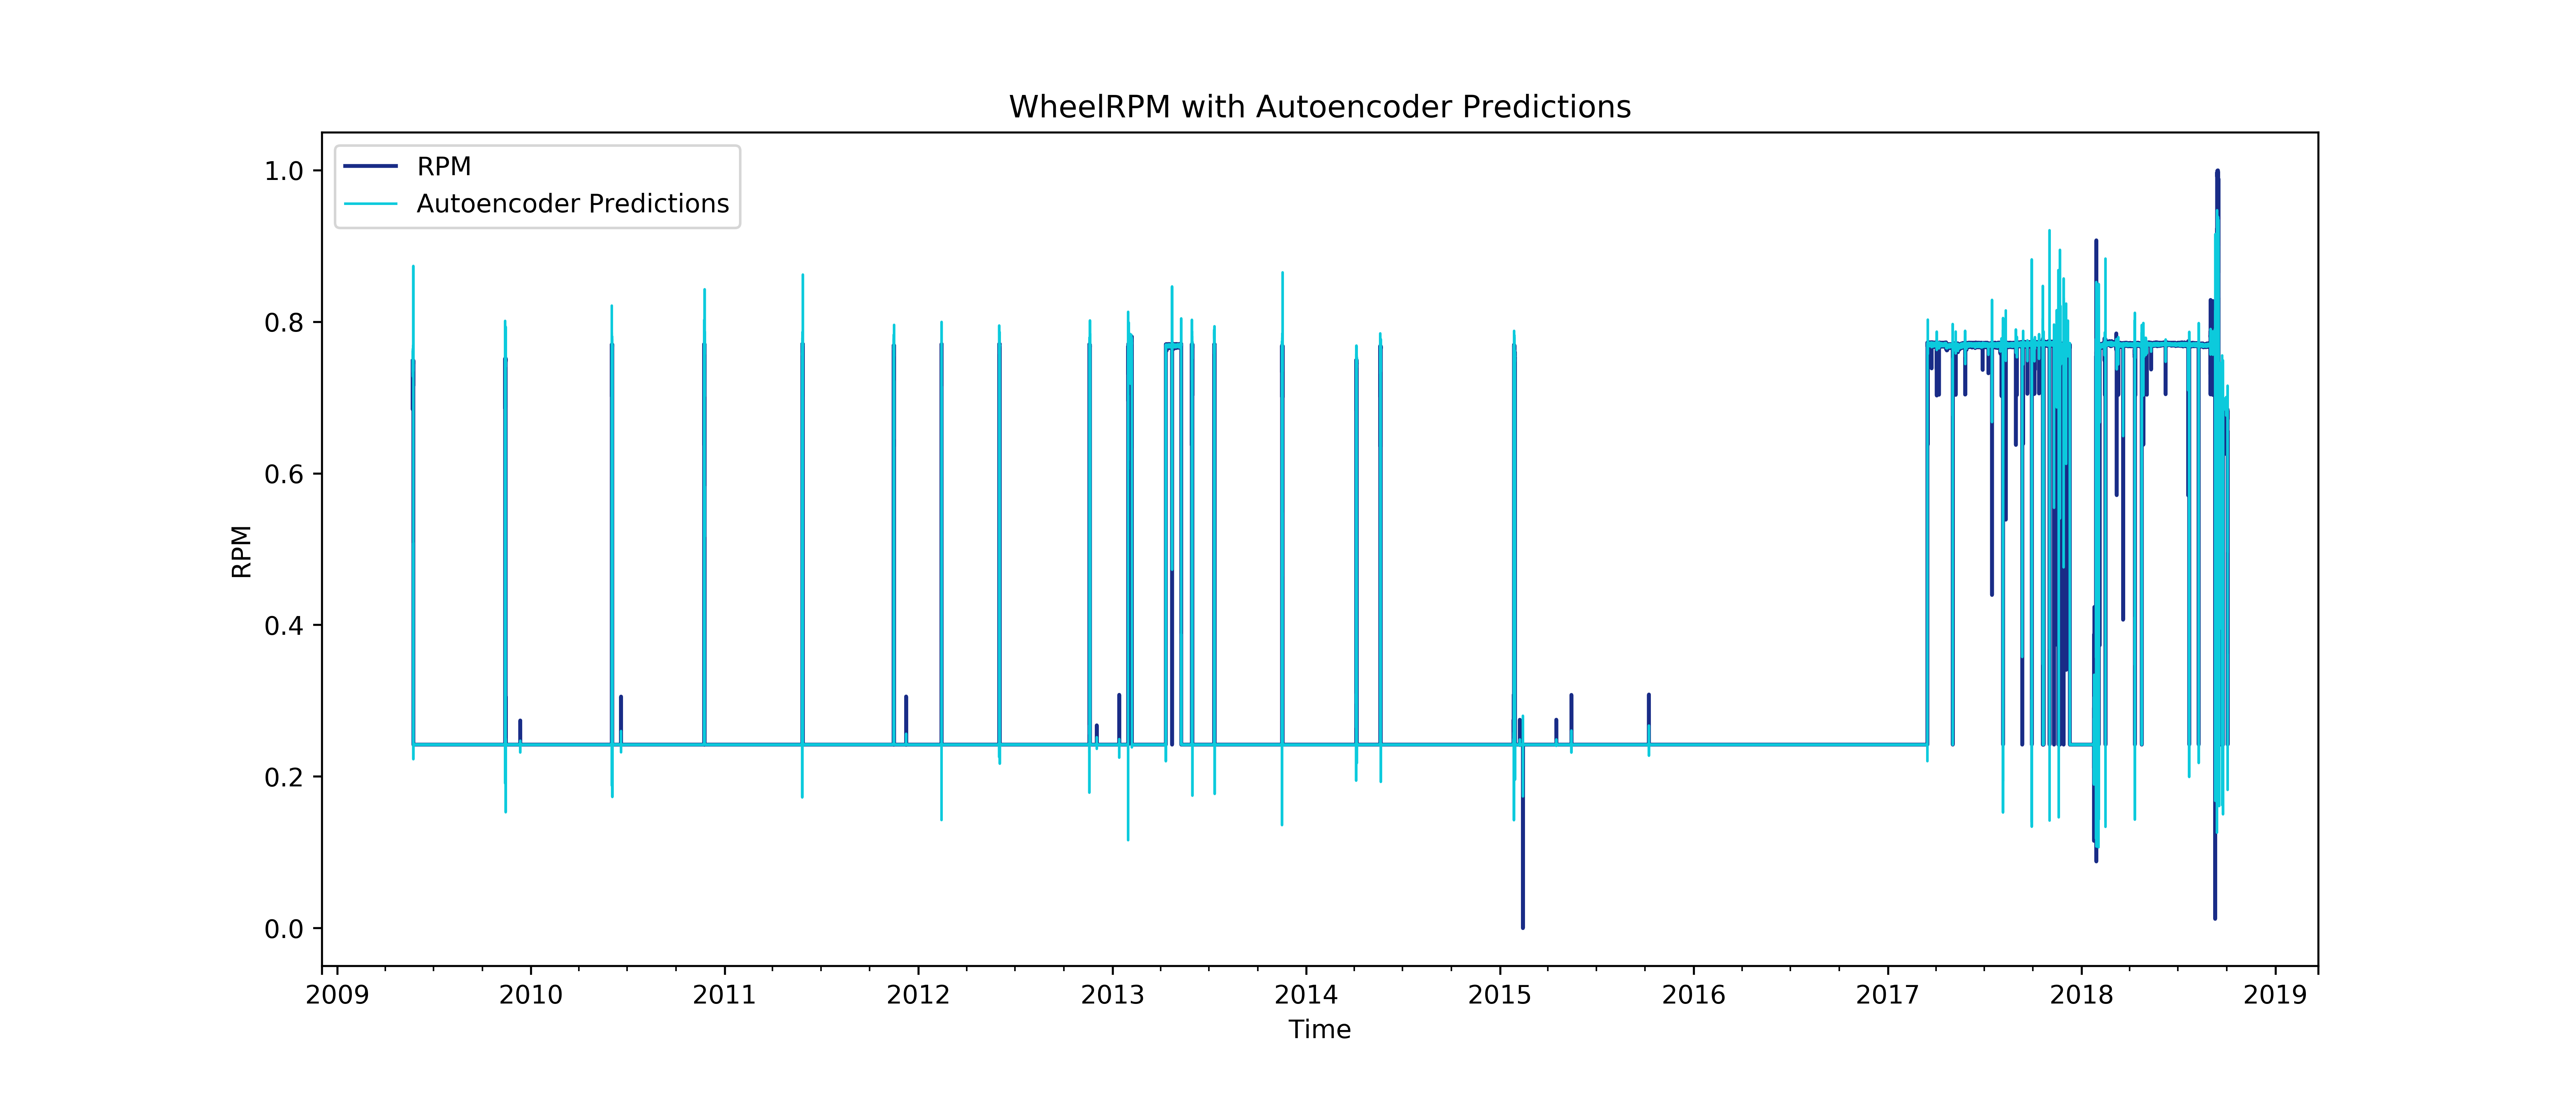 WheelRPM with Autoencoder Predictions
RPM
Autoencoder Predictions
1.0
0.8
0.6
0.4
0.2
0.0
RPM
2009 2010 2011 2012 2013 2014 2015 2016 2017 2018 2019
Time